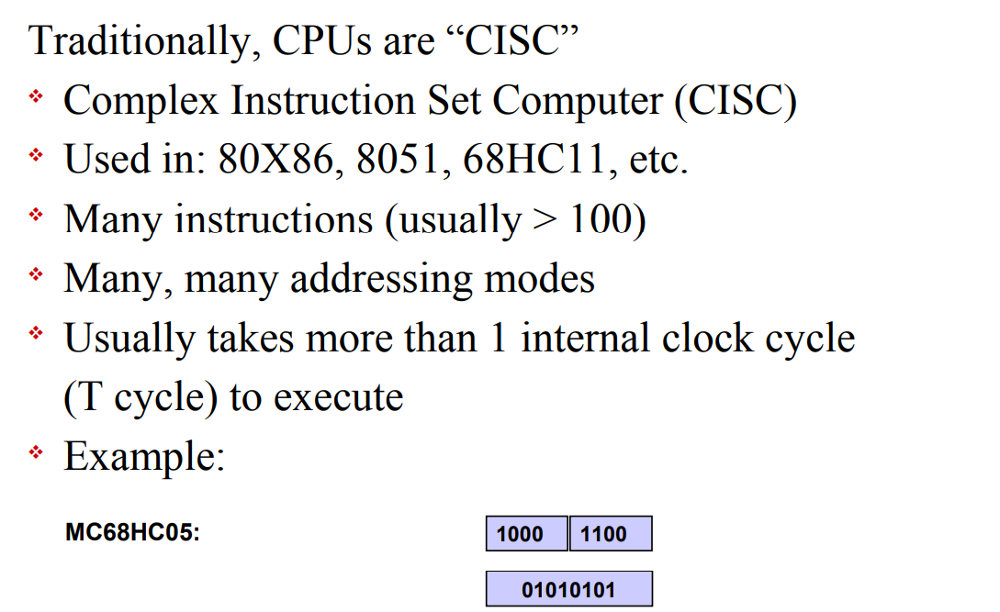 Traditionally, CPUs are “CISC”
Complex Instruction Set Computer (CISC)
Used in: 80X86, 8051, 68HC11, etc.
Many instructions (usually > 100)
Many, many addressing modes
Usually takes more than 1 internal clock cycle
(T cycle) to execute
Example:
MC68HC05: 1000 1100
01010101